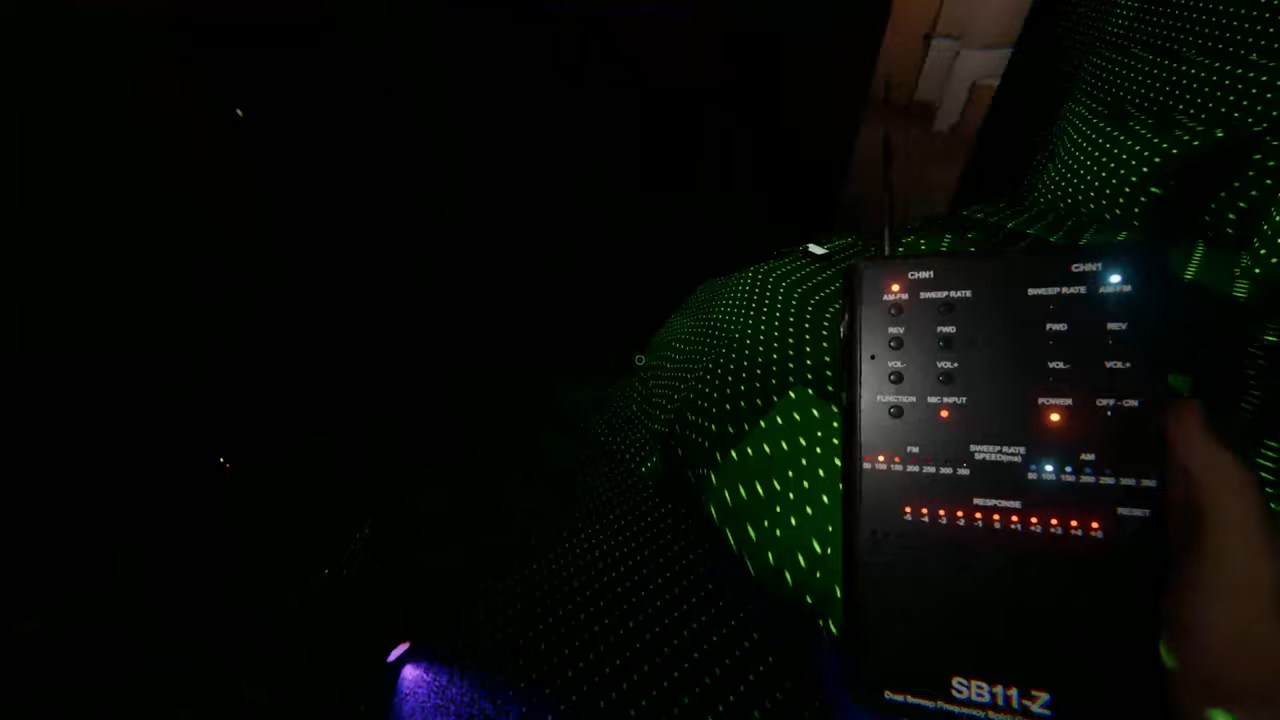 CHN1 CHN1
AM-FM SWEEP RATE SWEEP RATE AM-FM
REV FWD FWD REV
VOL- VOL+ VOL- VOL+
FUNCTION MIC INPUT POWER OFF - ON
FM SWEEP RATE AM
SPEED(ms)
50 100 150 200 250 300 350 50 100 150 200 250 300 350
RESPONSE RESET
-5 -4 -3 -2 -1 0 +1 +2 +3 +4 +5
SB11-Z
Dual Sweep Frequency Spirit